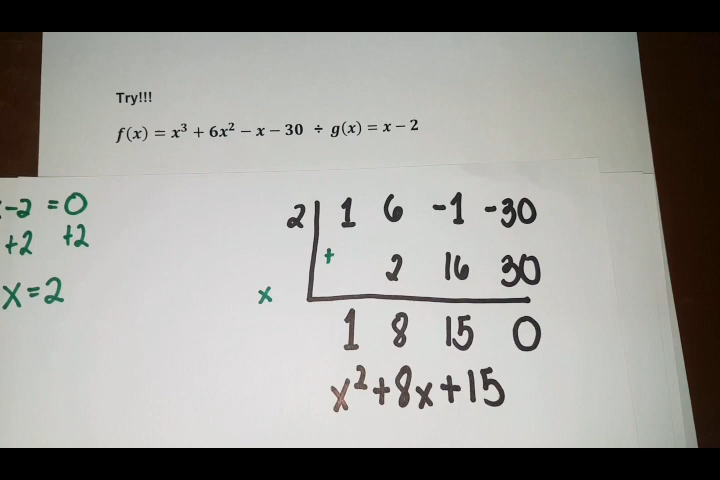 Try!!!
f(x) = x³ + 6x² − x − 30 ÷ g(x) = x − 2
-2 = 0
+2 +2
x = 2
2 1 6 -1 -30
+ 2 16 30
x
1 8 15 0
x² + 8x + 15